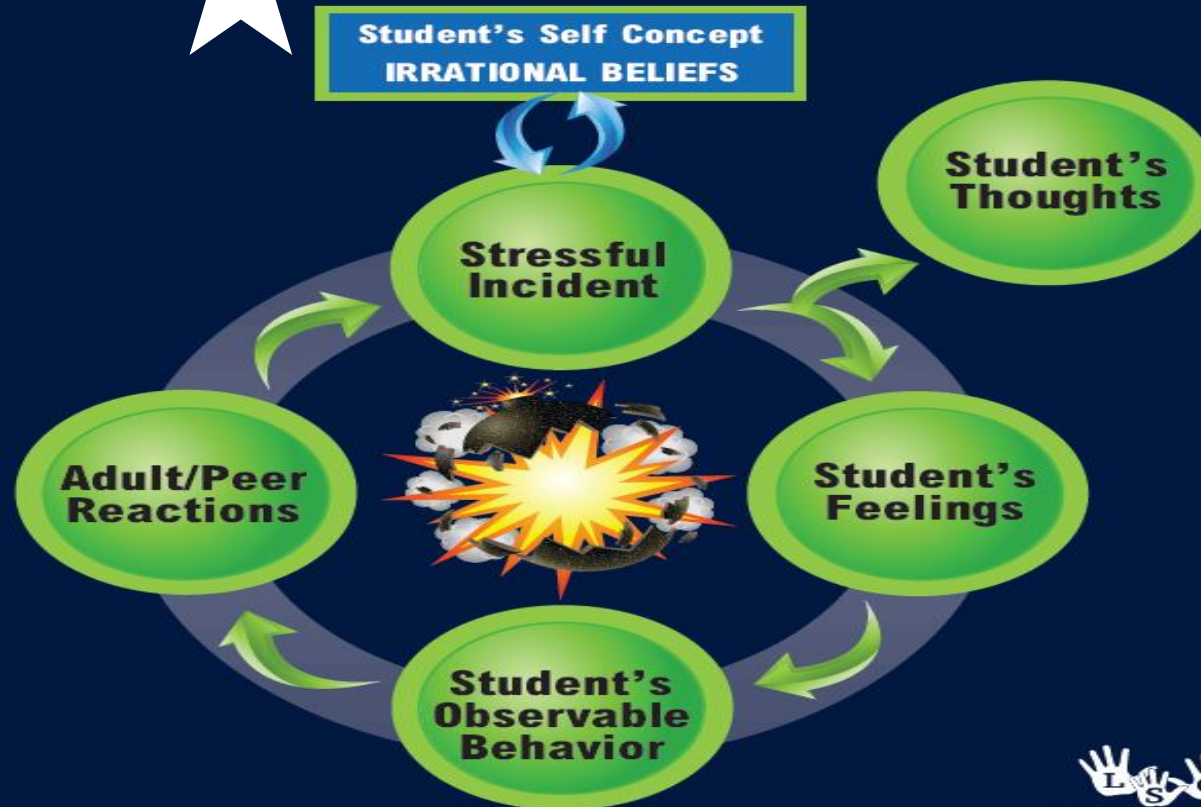 Student's Self Concept
IRRATIONAL BELIEFS
Student's
Thoughts
Stressful
Incident
Adult/Peer
Reactions
Student's
Feelings
Student's
Observable
Behavior